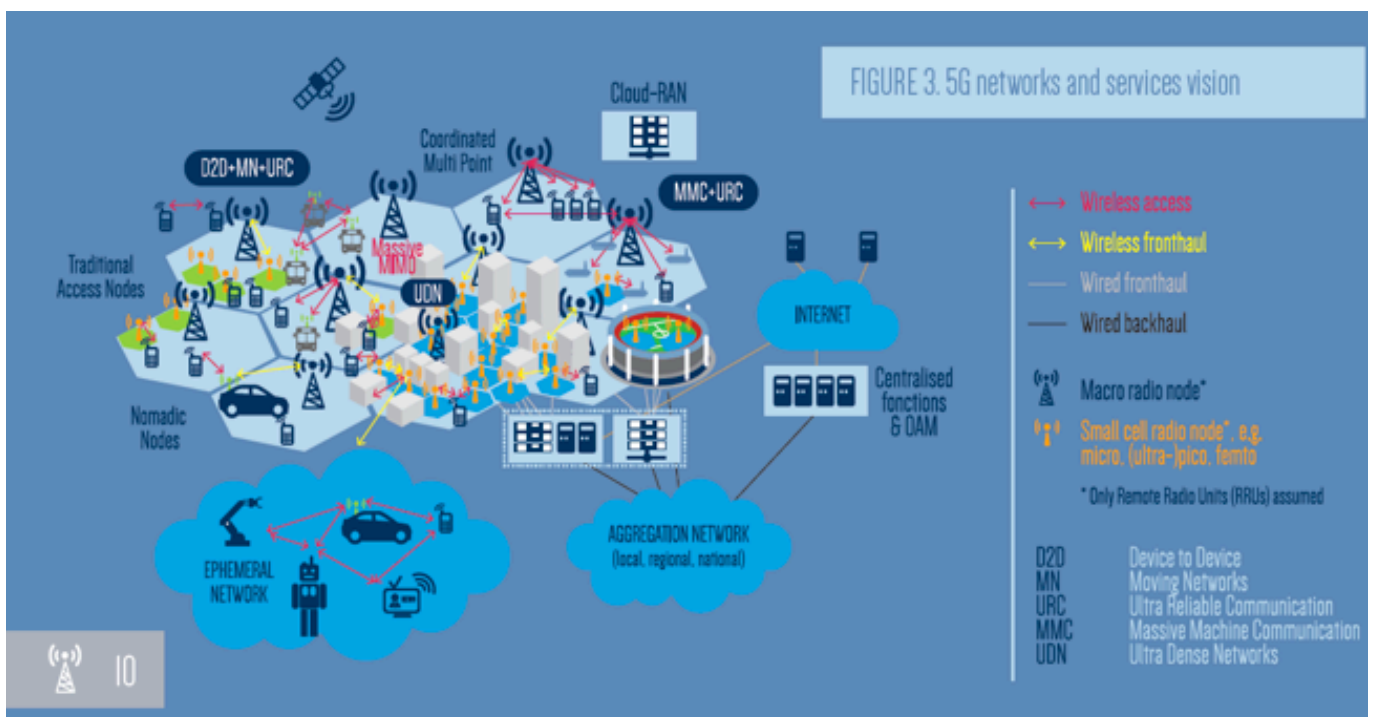 FIGURE 3. 5G networks and services vision
Cloud-RAN
Coordinated
Multi Point
D2D+MN+URC
MMC+URC
Massive
MIMO
Traditional
Access Nodes
UDN
INTERNET
Nomadic
Nodes
Centralised
fonctions
& OAM
AGGREGATION NETWORK
(local, regional, national)
EPHEMERAL
NETWORK
Wireless access
Wireless fronthaul
Wired fronthaul
Wired backhaul
Macro radio node*
Small cell radio node*, e.g.
micro, (ultra-)pico, femto
* Only Remote Radio Units (RRUs) assumed
D2D Device to Device
MN Moving Networks
URC Ultra Reliable Communication
MMC Massive Machine Communication
UDN Ultra Dense Networks
10